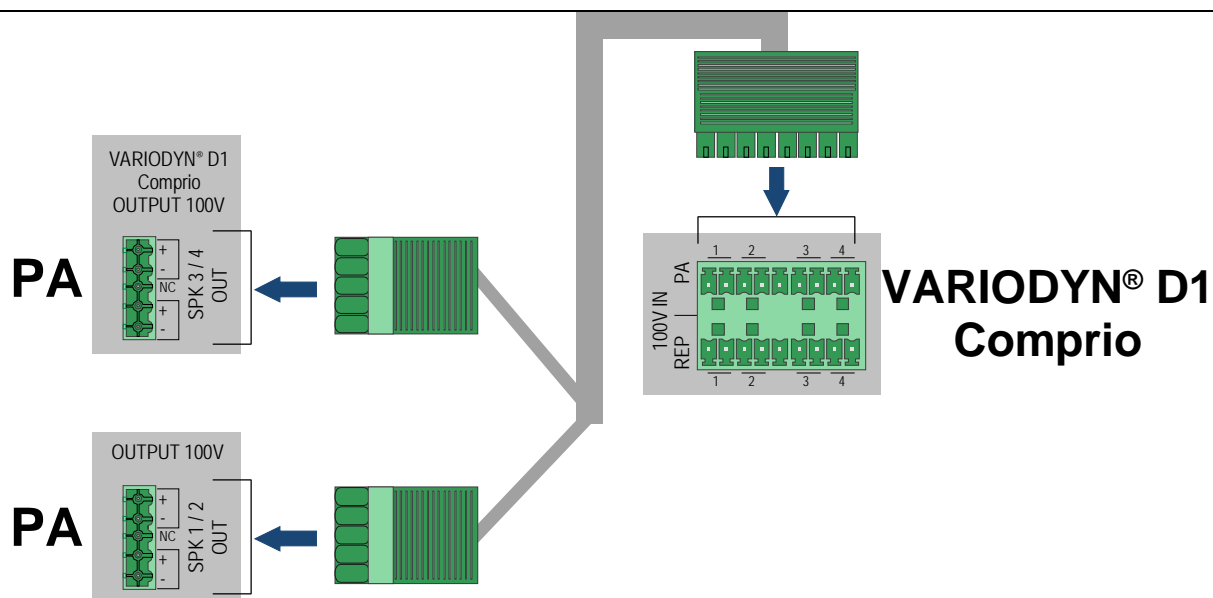 VARIODYN® D1
Comprio
OUTPUT 100V
PA
+
-
NC
+
-
SPK 3 / 4
OUT
OUTPUT 100V
PA
+
-
NC
+
-
SPK 1 / 2
OUT
1 2 3 4
PA
100V IN
REP
1 2 3 4
VARIODYN® D1
Comprio